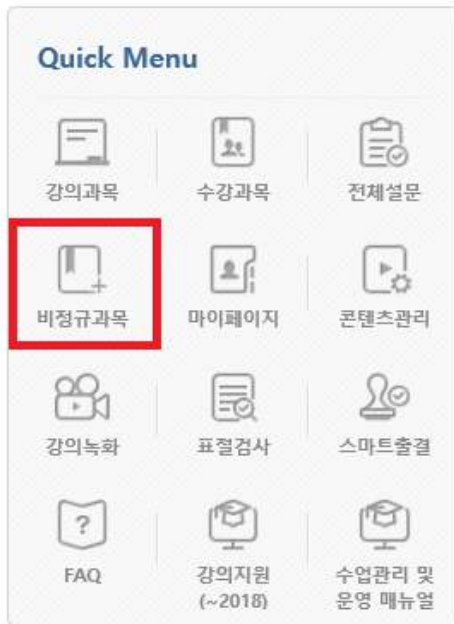 Quick Menu
강의과목 수강과목 전체설문
비정규과목 마이페이지 콘텐츠관리
강의녹화 표절검사 스마트출결
?
FAQ 강의지원 수업관리 및
(~2018) 운영 매뉴얼